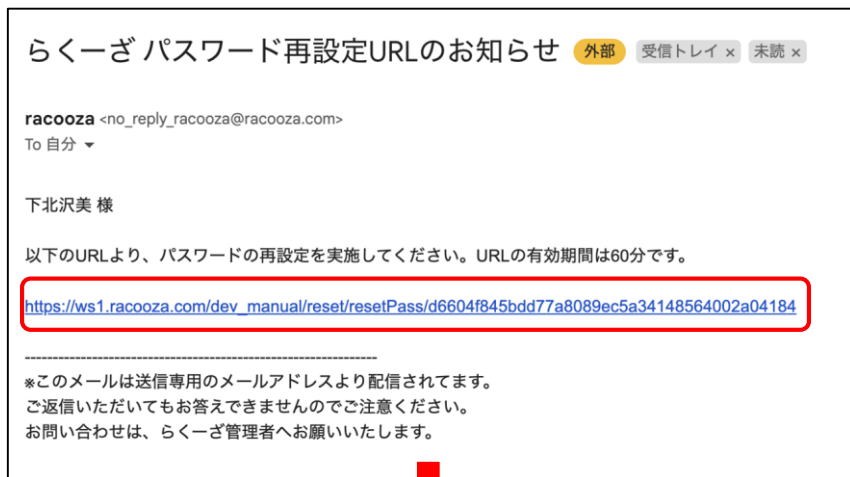 らくーざ パスワード再設定URLのお知らせ 外部 受信トレイ × 未読 ×
racooza <no_reply_racooza@racooza.com>
To 自分
下北沢美 様
以下のURLより、パスワードの再設定を実施してください。URLの有効期間は60分です。
https://ws1.racooza.com/dev_manual/reset/resetPass/d6604f845bdd77a8089ec5a34148564002a04184
----------------------------------------------------------------
※このメールは送信専用のメールアドレスより配信されてます。
ご返信いただいてもお答えできませんのでご注意ください。
お問い合わせは、らくーざ管理者へお願いいたします。